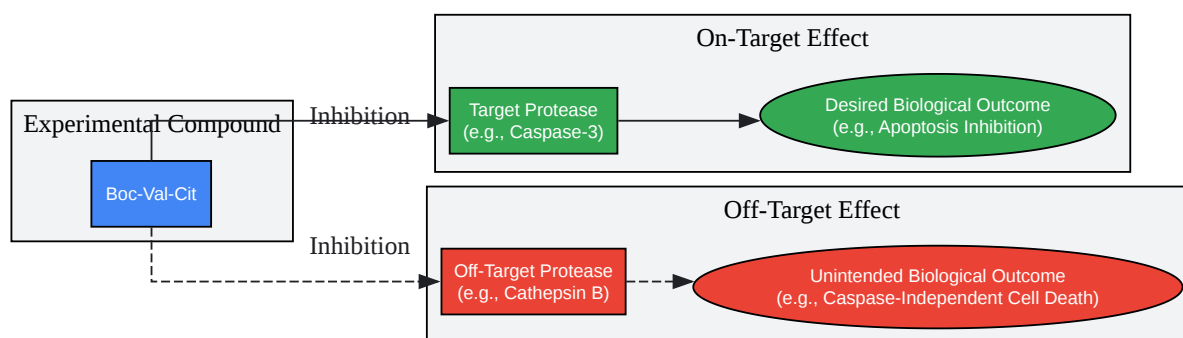 On-Target Effect
Experimental Compound
Inhibition
Target Protease
(e.g., Caspase-3)
Desired Biological Outcome
(e.g., Apoptosis Inhibition)
Boc-Val-Cit
Off-Target Effect
Inhibition
Off-Target Protease
(e.g., Cathepsin B)
Unintended Biological Outcome
(e.g., Caspase-Independent Cell Death)